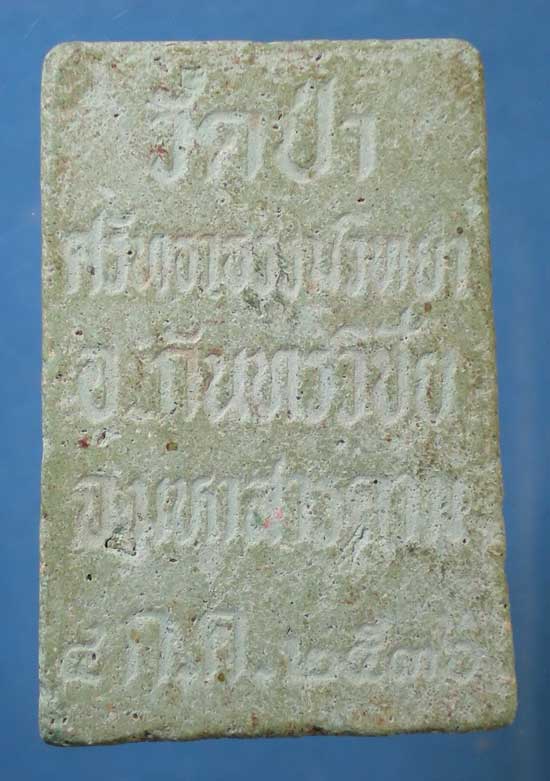 วัดป่า
อ.กันทรวิชัย
จ.มหาสารคาม
๕ ก.ค. ๒๕๓๖